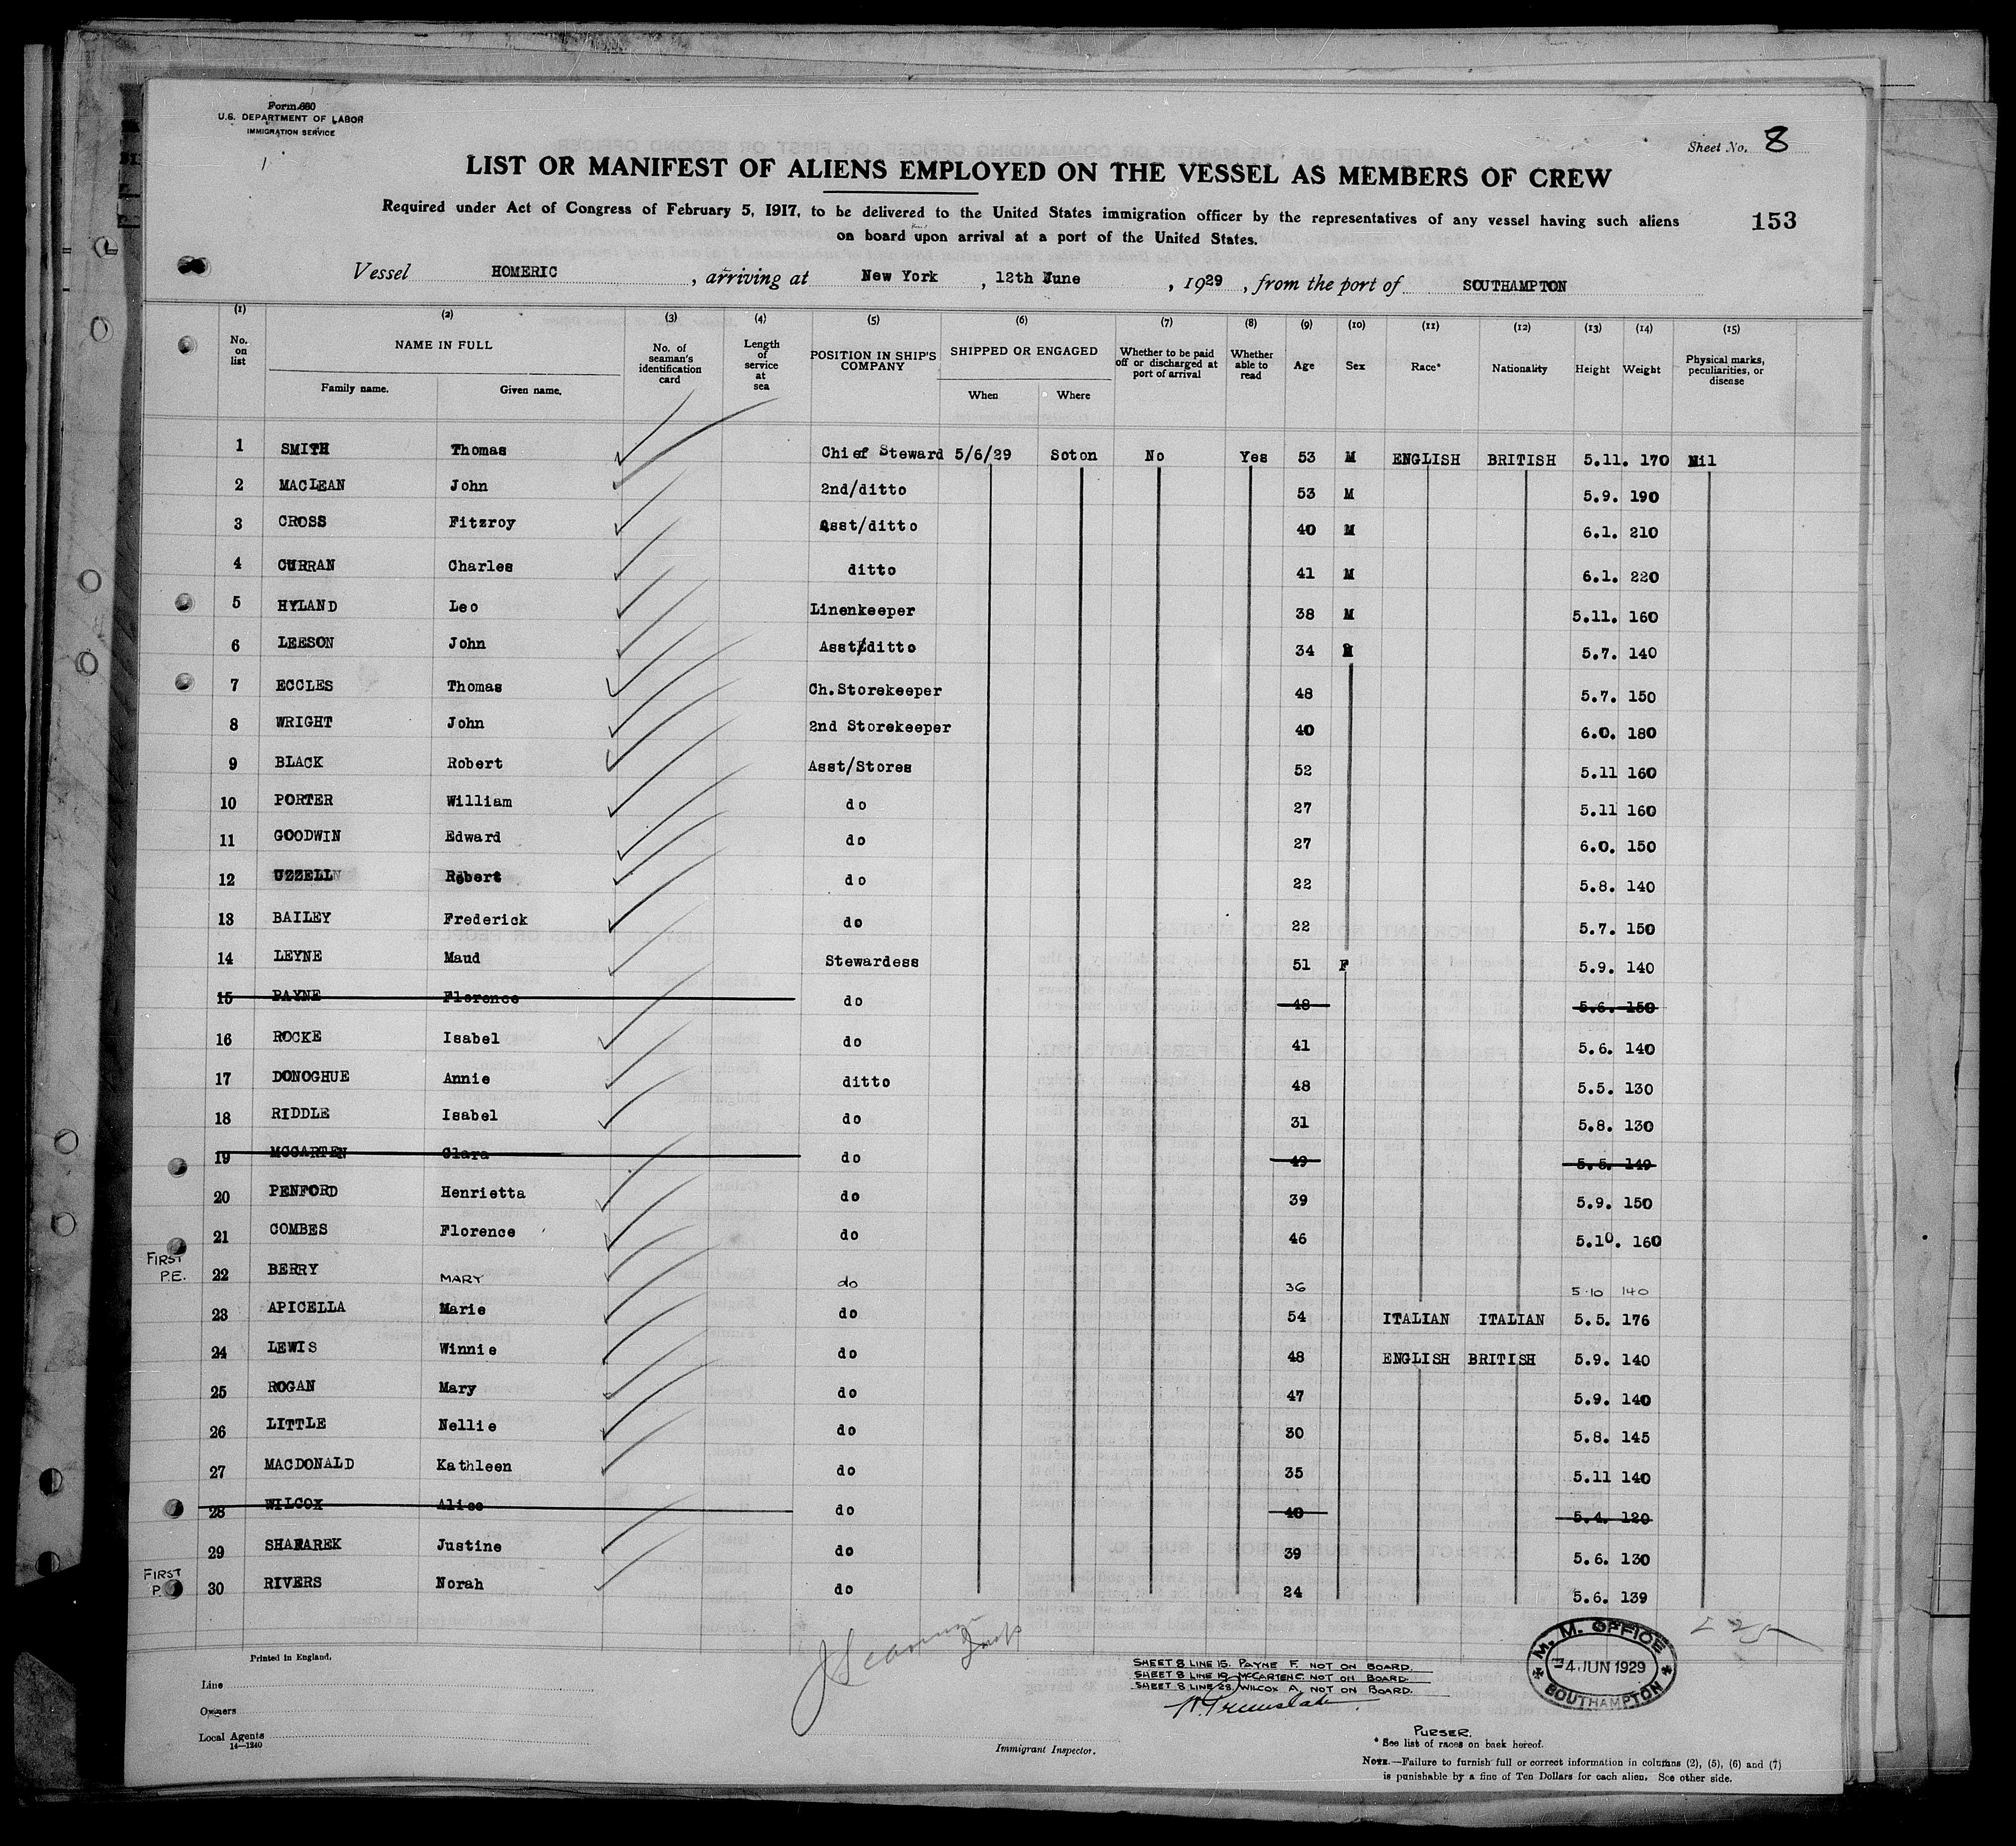 Form 680
U.S. DEPARTMENT OF LABOR
IMMIGRATION SERVICE
Sheet No. 8
LIST OR MANIFEST OF ALIENS EMPLOYED ON THE VESSEL AS MEMBERS OF CREW
Required under Act of Congress of February 5, 1917, to be delivered to the United States immigration officer by the representatives of any vessel having such aliens
on board upon arrival at a port of the United States.
153
Vessel HOMERIC, arriving at New York, 12th June, 1929, from the port of SOUTHAMPTON
(1) (2) (3) (4) (5) (6) (7) (8) (9) (10) (11) (12) (13) (14) (15)
No. on list NAME IN FULL Family name. Given name. No. of seaman's identification card Length of service at sea POSITION IN SHIP'S COMPANY SHIPPED OR ENGAGED When Where Whether to be paid off or discharged at port of arrival Whether able to read Age Sex Race* Nationality Height Weight Physical marks, peculiarities, or disease
1 SMITH Thomas Chief Steward 5/6/29 Soton No Yes 53 M ENGLISH BRITISH 5.11. 170 Nil
2 MACLEAN John 2nd/ditto 53 M 5.9. 190
3 CROSS Fitzroy Asst/ditto 40 M 6.1. 210
4 CURRAN Charles ditto 41 M 6.1. 220
5 HYLAND Leo Linenkeeper 38 M 5.11. 160
6 LEESON John Asst/ditto 34 M 5.7. 140
7 ECCLES Thomas Ch.Storekeeper 48 5.7. 150
8 WRIGHT John 2nd Storekeeper 40 6.0. 180
9 BLACK Robert Asst/Stores 52 5.11 160
10 PORTER William do 27 5.11 160
11 GOODWIN Edward do 27 6.0. 150
12 UZZELL Robert do 22 5.8. 140
13 BAILEY Frederick do 22 5.7. 150
14 LEYNE Maud Stewardess 51 F 5.9. 140
15 PAYNE Florence do 48 5.6. 150
16 ROCKE Isabel do 41 5.6. 140
17 DONOGHUE Annie ditto 48 5.5. 130
18 RIDDLE Isabel do 31 5.8. 130
19 MCCARTEN Clara do 49 5.5. 140
20 PENFORD Henrietta do 39 5.9. 150
21 COMBES Florence do 46 5.10. 160
FIRST P.E. 22 BERRY MARY do 36 5.10 140
23 APICELLA Marie do 54 ITALIAN ITALIAN 5.5. 176
24 LEWIS Winnie do 48 ENGLISH BRITISH 5.9. 140
25 ROGAN Mary do 47 5.9. 140
26 LITTLE Nellie do 30 5.8. 145
27 MACDONALD Kathleen do 35 5.11 140
28 WILCOX Alice do 40 5.4. 120
29 SHANAREK Justine do 39 5.6. 130
FIRST P 30 RIVERS Norah do 24 5.6. 139
Printed in England.
Line
Owners
Local Agents
14—1240
Immigrant Inspector.
SHEET 8 LINE 15. PAYNE F. NOT ON BOARD.
SHEET 8 LINE 19. McCARTEN C. NOT ON BOARD.
SHEET 8 LINE 28. WILCOX A. NOT ON BOARD.
PURSER.
M. M. OFFICE
4 JUN 1929
SOUTHAMPTON
* See list of races on back hereof.
NOTE.—Failure to furnish full or correct information in columns (2), (5), (6) and (7)
is punishable by a fine of Ten Dollars for each alien. See other side.